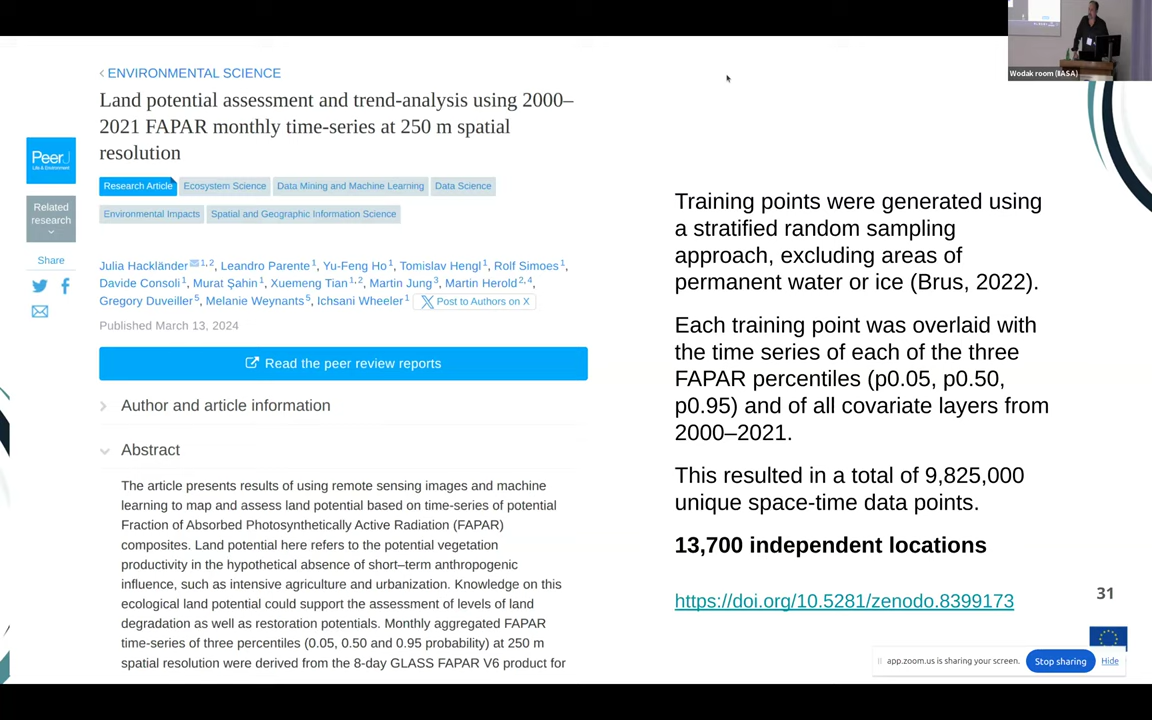 Wodak room (IIASA)
< ENVIRONMENTAL SCIENCE
Land potential assessment and trend-analysis using 2000–
2021 FAPAR monthly time-series at 250 m spatial
resolution
PeerJ
Life & Environment
Research Article
Ecosystem Science
Data Mining and Machine Learning
Data Science
Related
research
Environmental Impacts
Spatial and Geographic Information Science
Share
Julia Hackländer 1,2, Leandro Parente 1, Yu-Feng Ho 1, Tomislav Hengl 1, Rolf Simoes 1,
Davide Consoli 1, Murat Şahin 1, Xuemeng Tian 1,2, Martin Jung 3, Martin Herold 2,4,
Gregory Duveiller 5, Melanie Weynants 5, Ichsani Wheeler 1 Post to Authors on X
Published March 13, 2024
Read the peer review reports
Author and article information
Abstract
The article presents results of using remote sensing images and machine
learning to map and assess land potential based on time-series of potential
Fraction of Absorbed Photosynthetically Active Radiation (FAPAR)
composites. Land potential here refers to the potential vegetation
productivity in the hypothetical absence of short–term anthropogenic
influence, such as intensive agriculture and urbanization. Knowledge on this
ecological land potential could support the assessment of levels of land
degradation as well as restoration potentials. Monthly aggregated FAPAR
time-series of three percentiles (0.05, 0.50 and 0.95 probability) at 250 m
spatial resolution were derived from the 8-day GLASS FAPAR V6 product for
Training points were generated using
a stratified random sampling
approach, excluding areas of
permanent water or ice (Brus, 2022).
Each training point was overlaid with
the time series of each of the three
FAPAR percentiles (p0.05, p0.50,
p0.95) and of all covariate layers from
2000–2021.
This resulted in a total of 9,825,000
unique space-time data points.
13,700 independent locations
https://doi.org/10.5281/zenodo.8399173
31
app.zoom.us is sharing your screen.
Stop sharing
Hide